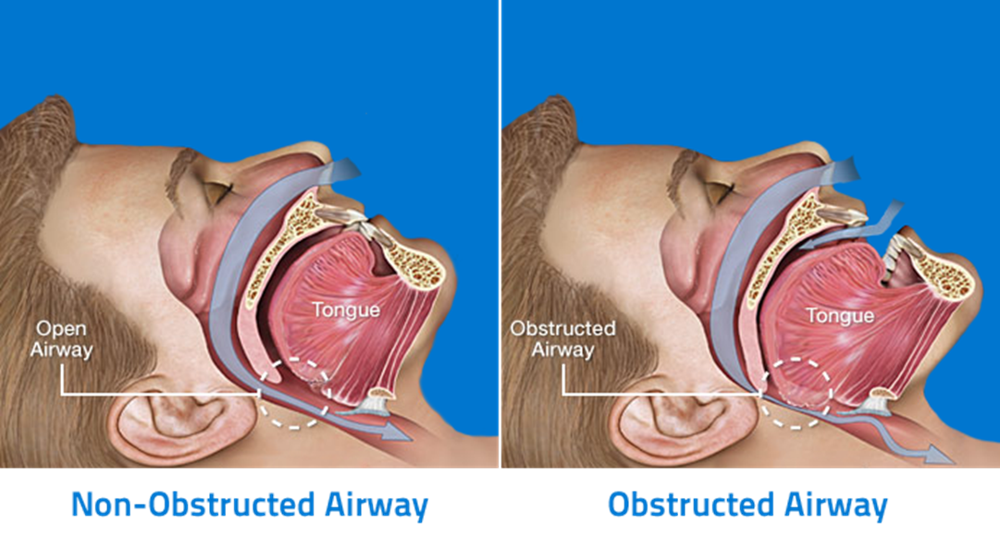 Tongue
Open
Airway
Non-Obstructed Airway
Tongue
Obstructed
Airway
Obstructed Airway